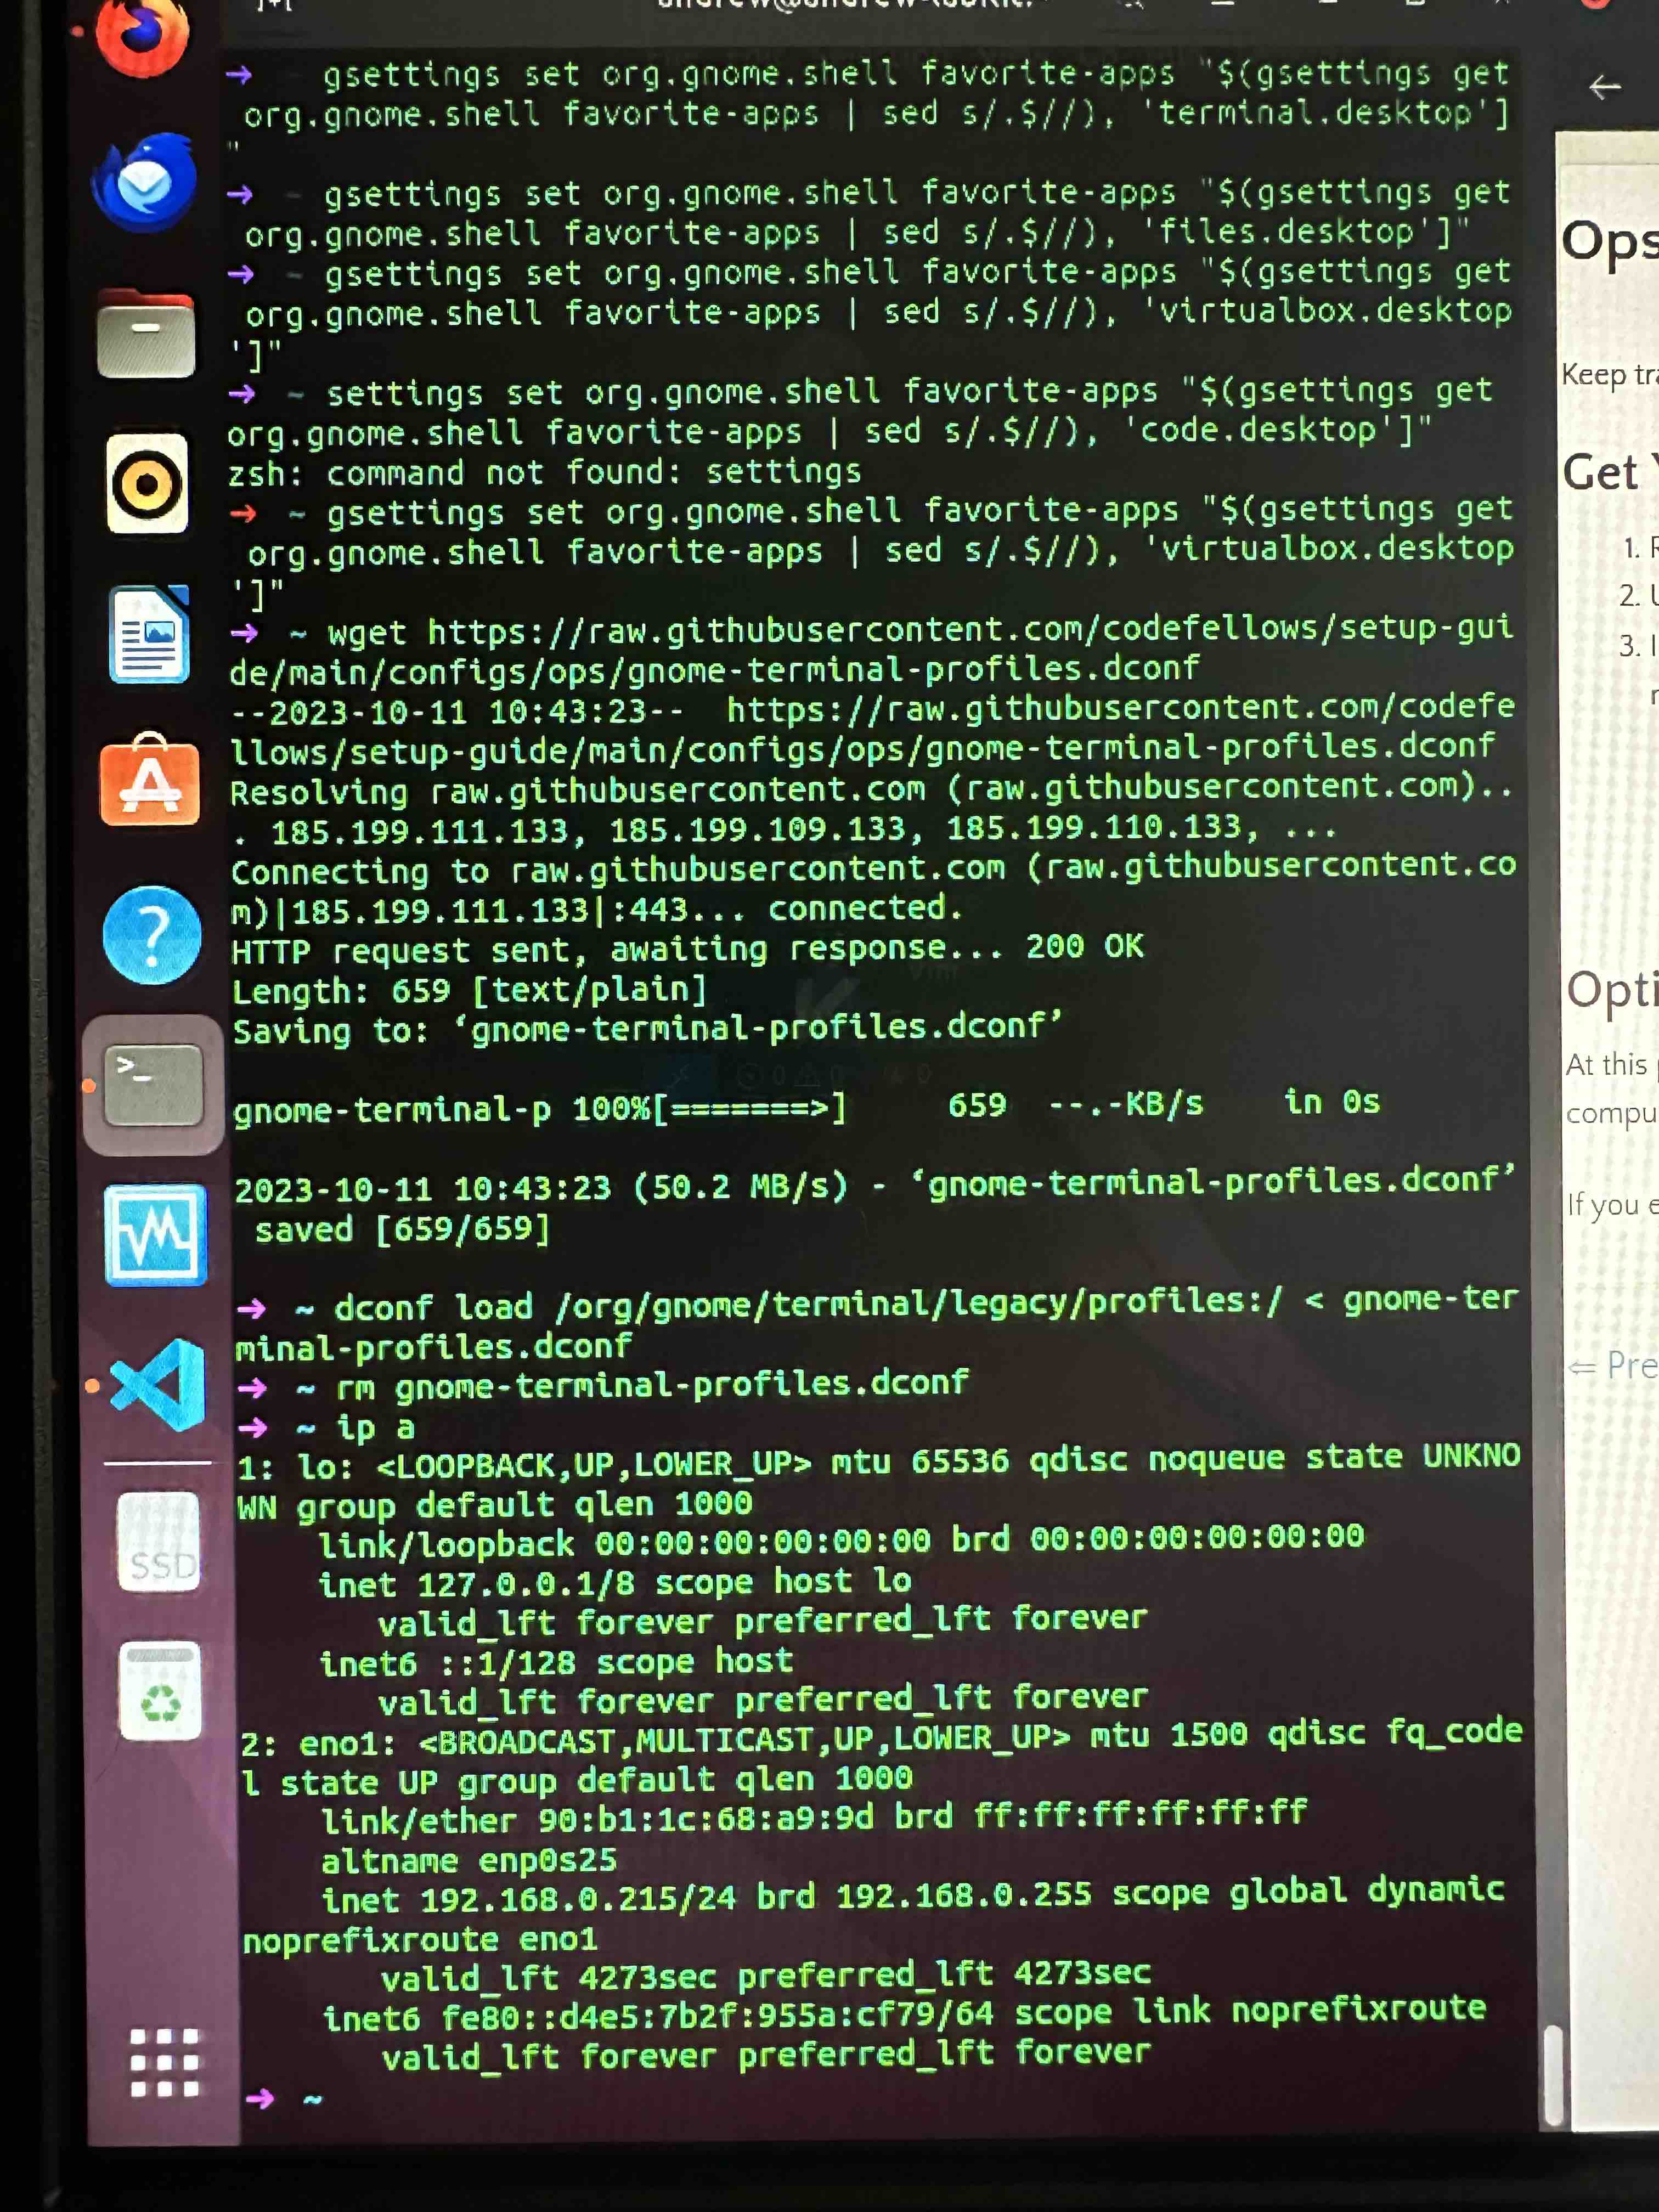 → ~ gsettings set org.gnome.shell favorite-apps "$(gsettings get
org.gnome.shell favorite-apps | sed s/.$//), 'terminal.desktop']
"
→ ~ gsettings set org.gnome.shell favorite-apps "$(gsettings get
org.gnome.shell favorite-apps | sed s/.$//), 'files.desktop']"
→ ~ gsettings set org.gnome.shell favorite-apps "$(gsettings get
org.gnome.shell favorite-apps | sed s/.$//), 'virtualbox.desktop
']"
→ ~ settings set org.gnome.shell favorite-apps "$(gsettings get
org.gnome.shell favorite-apps | sed s/.$//), 'code.desktop']"
zsh: command not found: settings
→ ~ gsettings set org.gnome.shell favorite-apps "$(gsettings get
org.gnome.shell favorite-apps | sed s/.$//), 'virtualbox.desktop
']"
→ ~ wget https://raw.githubusercontent.com/codefellows/setup-gui
de/main/configs/ops/gnome-terminal-profiles.dconf
--2023-10-11 10:43:23--  https://raw.githubusercontent.com/codefe
llows/setup-guide/main/configs/ops/gnome-terminal-profiles.dconf
Resolving raw.githubusercontent.com (raw.githubusercontent.com)..
. 185.199.111.133, 185.199.109.133, 185.199.110.133, ...
Connecting to raw.githubusercontent.com (raw.githubusercontent.co
m)|185.199.111.133|:443... connected.
HTTP request sent, awaiting response... 200 OK
Length: 659 [text/plain]
Saving to: ‘gnome-terminal-profiles.dconf’
gnome-terminal-p 100%[=======>]     659  --.-KB/s    in 0s
2023-10-11 10:43:23 (50.2 MB/s) - ‘gnome-terminal-profiles.dconf’
saved [659/659]
→ ~ dconf load /org/gnome/terminal/legacy/profiles:/ < gnome-ter
minal-profiles.dconf
→ ~ rm gnome-terminal-profiles.dconf
→ ~ ip a
1: lo: <LOOPBACK,UP,LOWER_UP> mtu 65536 qdisc noqueue state UNKNO
WN group default qlen 1000
link/loopback 00:00:00:00:00:00 brd 00:00:00:00:00:00
inet 127.0.0.1/8 scope host lo
valid_lft forever preferred_lft forever
inet6 ::1/128 scope host
valid_lft forever preferred_lft forever
2: eno1: <BROADCAST,MULTICAST,UP,LOWER_UP> mtu 1500 qdisc fq_code
l state UP group default qlen 1000
link/ether 90:b1:1c:68:a9:9d brd ff:ff:ff:ff:ff:ff
altname enp0s25
inet 192.168.0.215/24 brd 192.168.0.255 scope global dynamic
noprefixroute eno1
valid_lft 4273sec preferred_lft 4273sec
inet6 fe80::d4e5:7b2f:955a:cf79/64 scope link noprefixroute
valid_lft forever preferred_lft forever
→ ~
SSD
←
Ops
Keep tra
Get
1.
2.
3.
Opti
At this
compu
If you e
⇐ Pre